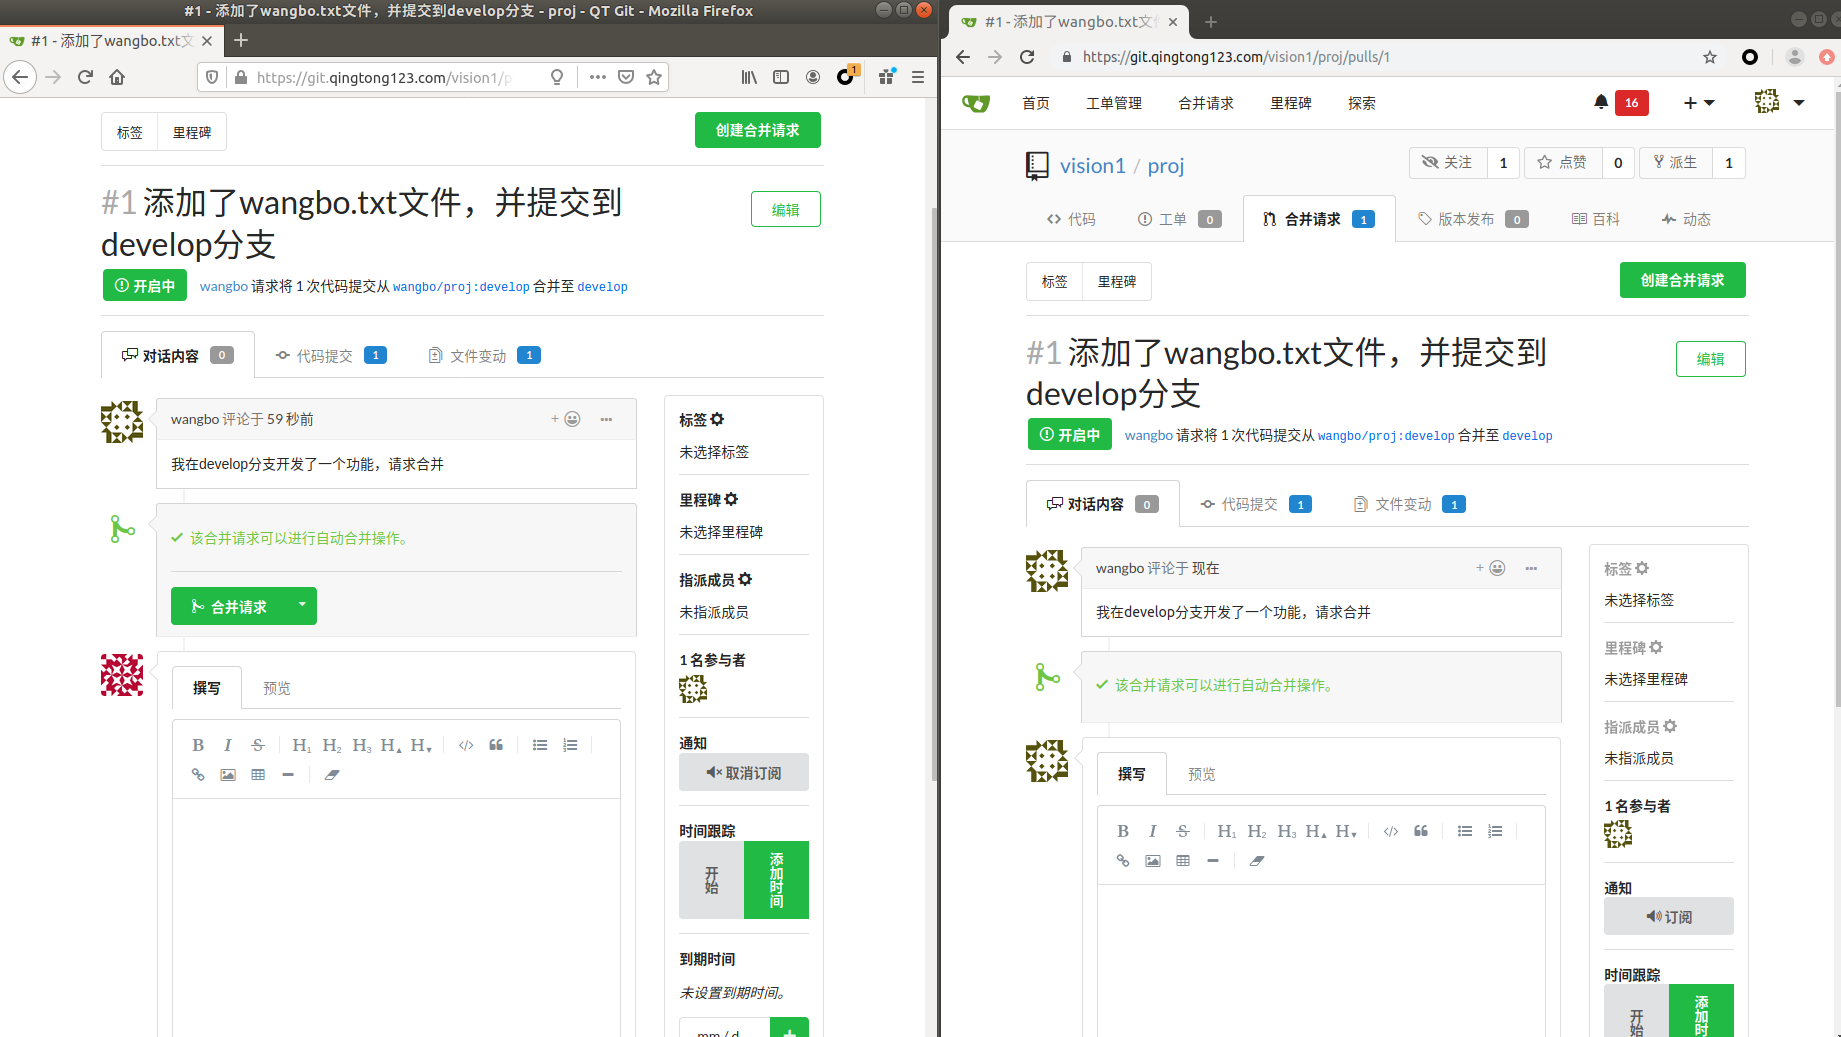 #1 - 添加了wangbo.txt文件，并提交到develop分支 - proj - QT Git - Mozilla Firefox
#1 - 添加了wangbo.txt文
https://git.qingtong123.com/vision1/p
1
标签
里程碑
创建合并请求
#1 添加了wangbo.txt文件，并提交到
develop分支
编辑
开启中
wangbo 请求将 1 次代码提交从 wangbo/proj:develop 合并至 develop
对话内容 0
代码提交 1
文件变动 1
wangbo 评论于 59 秒前
我在develop分支开发了一个功能，请求合并
该合并请求可以进行自动合并操作。
合并请求
撰写
预览
B I S H1 H2 H3 H▲ H▼
标签
未选择标签
里程碑
未选择里程碑
指派成员
未指派成员
1 名参与者
通知
取消订阅
时间跟踪
开始
添加时间
到期时间
未设置到期时间。
mm / d
#1 - 添加了wangbo.txt文
https://git.qingtong123.com/vision1/proj/pulls/1
首页
工单管理
合并请求
里程碑
探索
16
vision1 / proj
关注 1
点赞 0
派生 1
代码
工单 0
合并请求 1
版本发布 0
百科
动态
标签
里程碑
创建合并请求
#1 添加了wangbo.txt文件，并提交到
develop分支
编辑
开启中
wangbo 请求将 1 次代码提交从 wangbo/proj:develop 合并至 develop
对话内容 0
代码提交 1
文件变动 1
wangbo 评论于 现在
我在develop分支开发了一个功能，请求合并
该合并请求可以进行自动合并操作。
撰写
预览
B I S H1 H2 H3 H▲ H▼
标签
未选择标签
里程碑
未选择里程碑
指派成员
未指派成员
1 名参与者
通知
订阅
时间跟踪
开始
添加时